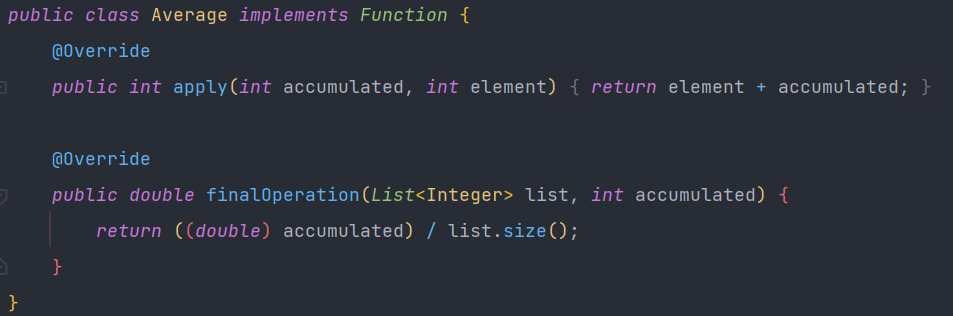 public class Average implements Function {
@Override
public int apply(int accumulated, int element) { return element + accumulated; }
@Override
public double finalOperation(List<Integer> list, int accumulated) {
return ((double) accumulated) / list.size();
}
}